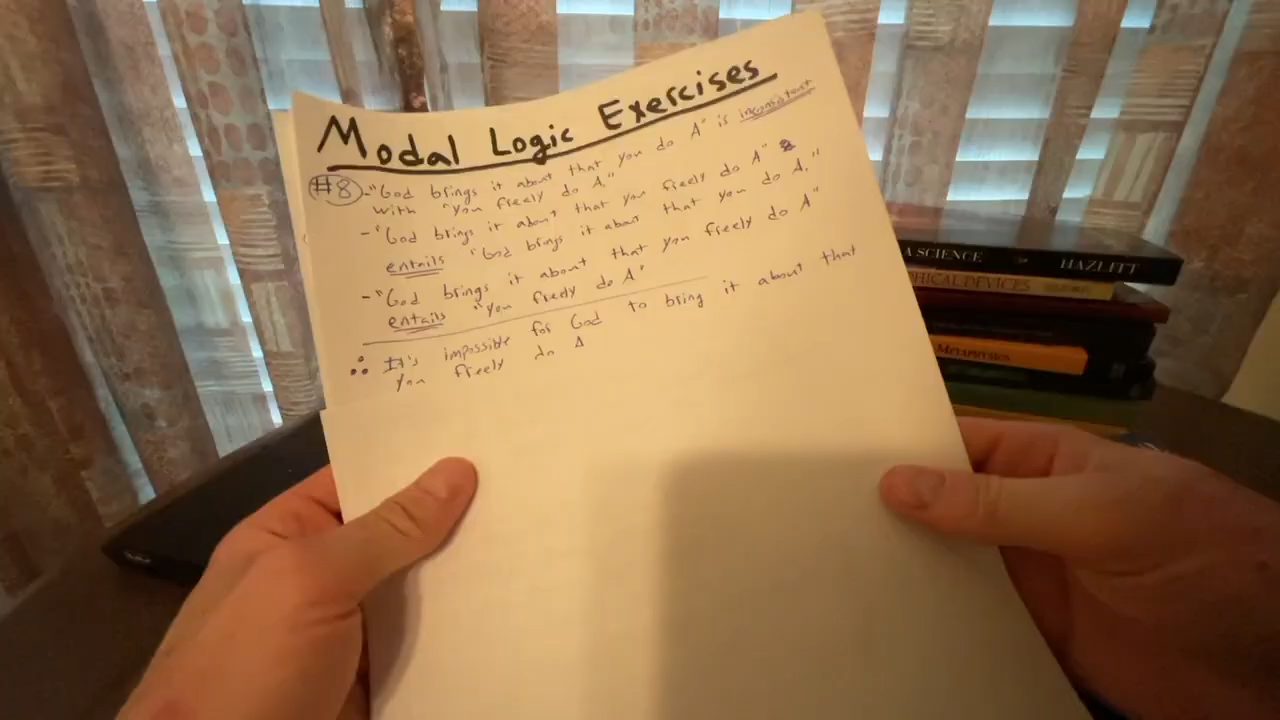 Modal Logic Exercises
#8 - "God brings it about that you do A" is inconsistent
with "you freely do A."
- "God brings it about that you freely do A"
entails "God brings it about that you do A."
- "God brings it about that you freely do A"
entails "you freely do A"
∴ It's impossible for God to bring it about that
you freely do A
A SCIENCE HAZLITT
PHICAL DEVICES
METAPHYSICS